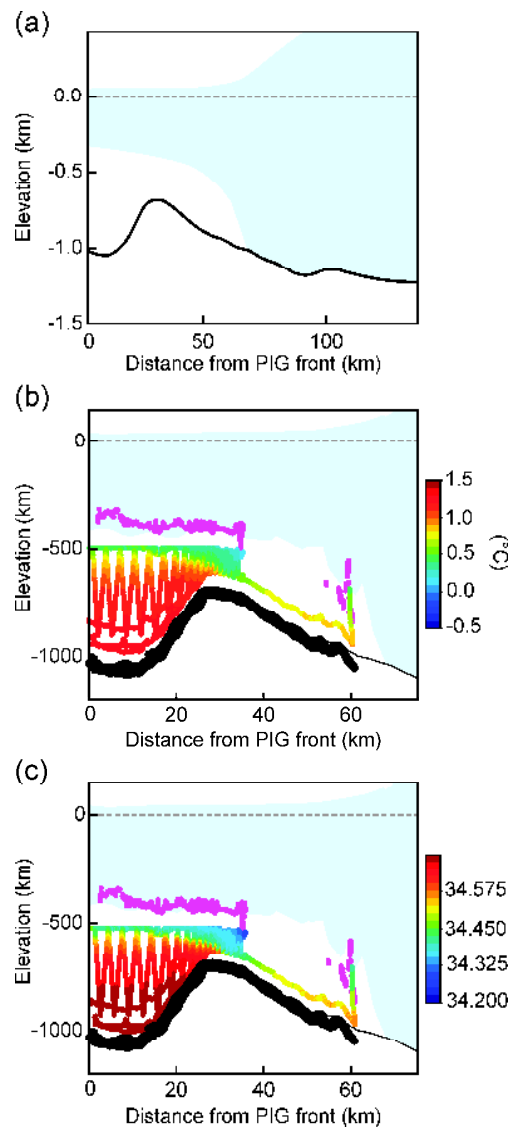 (a)
0.0
-0.5
-1.0
-1.5
Elevation (km)
0 50 100
Distance from PIG front (km)
(b)
0
-500
-1000
Elevation (km)
0 20 40 60
Distance from PIG front (km)
1.5
1.0
0.5
0.0
-0.5
(°C)
(c)
0
-500
-1000
Elevation (km)
0 20 40 60
Distance from PIG front (km)
34.575
34.450
34.325
34.200